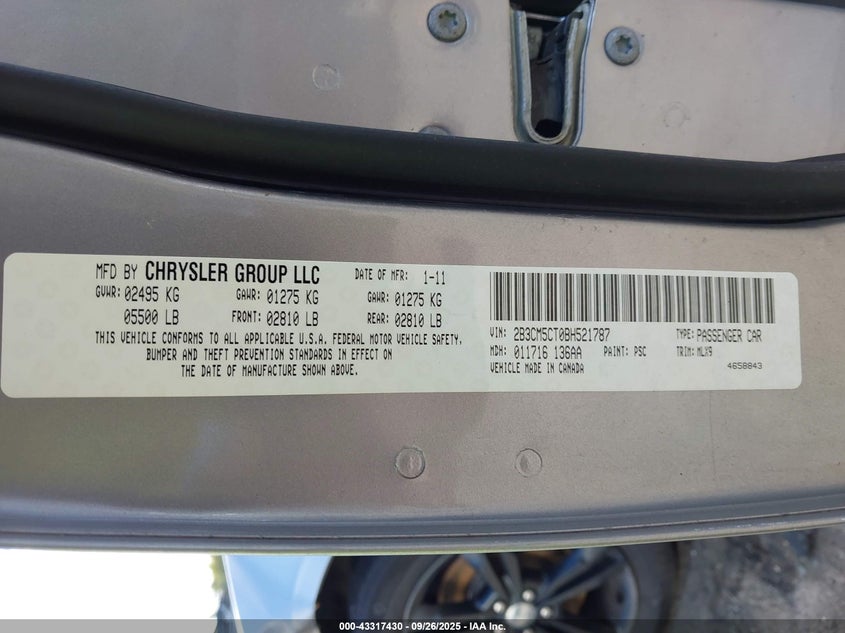 MFD BY CHRYSLER GROUP LLC DATE OF MFR: 1-11
GVWR: 02495 KG GAWR: 01275 KG GAWR: 01275 KG
05500 LB FRONT: 02810 LB REAR: 02810 LB
THIS VEHICLE CONFORMS TO ALL APPLICABLE U.S.A. FEDERAL MOTOR VEHICLE SAFETY,
BUMPER AND THEFT PREVENTION STANDARDS IN EFFECT ON
THE DATE OF MANUFACTURE SHOWN ABOVE.
VIN: 2B3CM5CT0BH521787 TYPE: PASSENGER CAR
MDH: 011716 136AA PAINT: PSC TRIM: MLX9
VEHICLE MADE IN CANADA 4658843
000-43317430 - 09/26/2025 - IAA Inc.